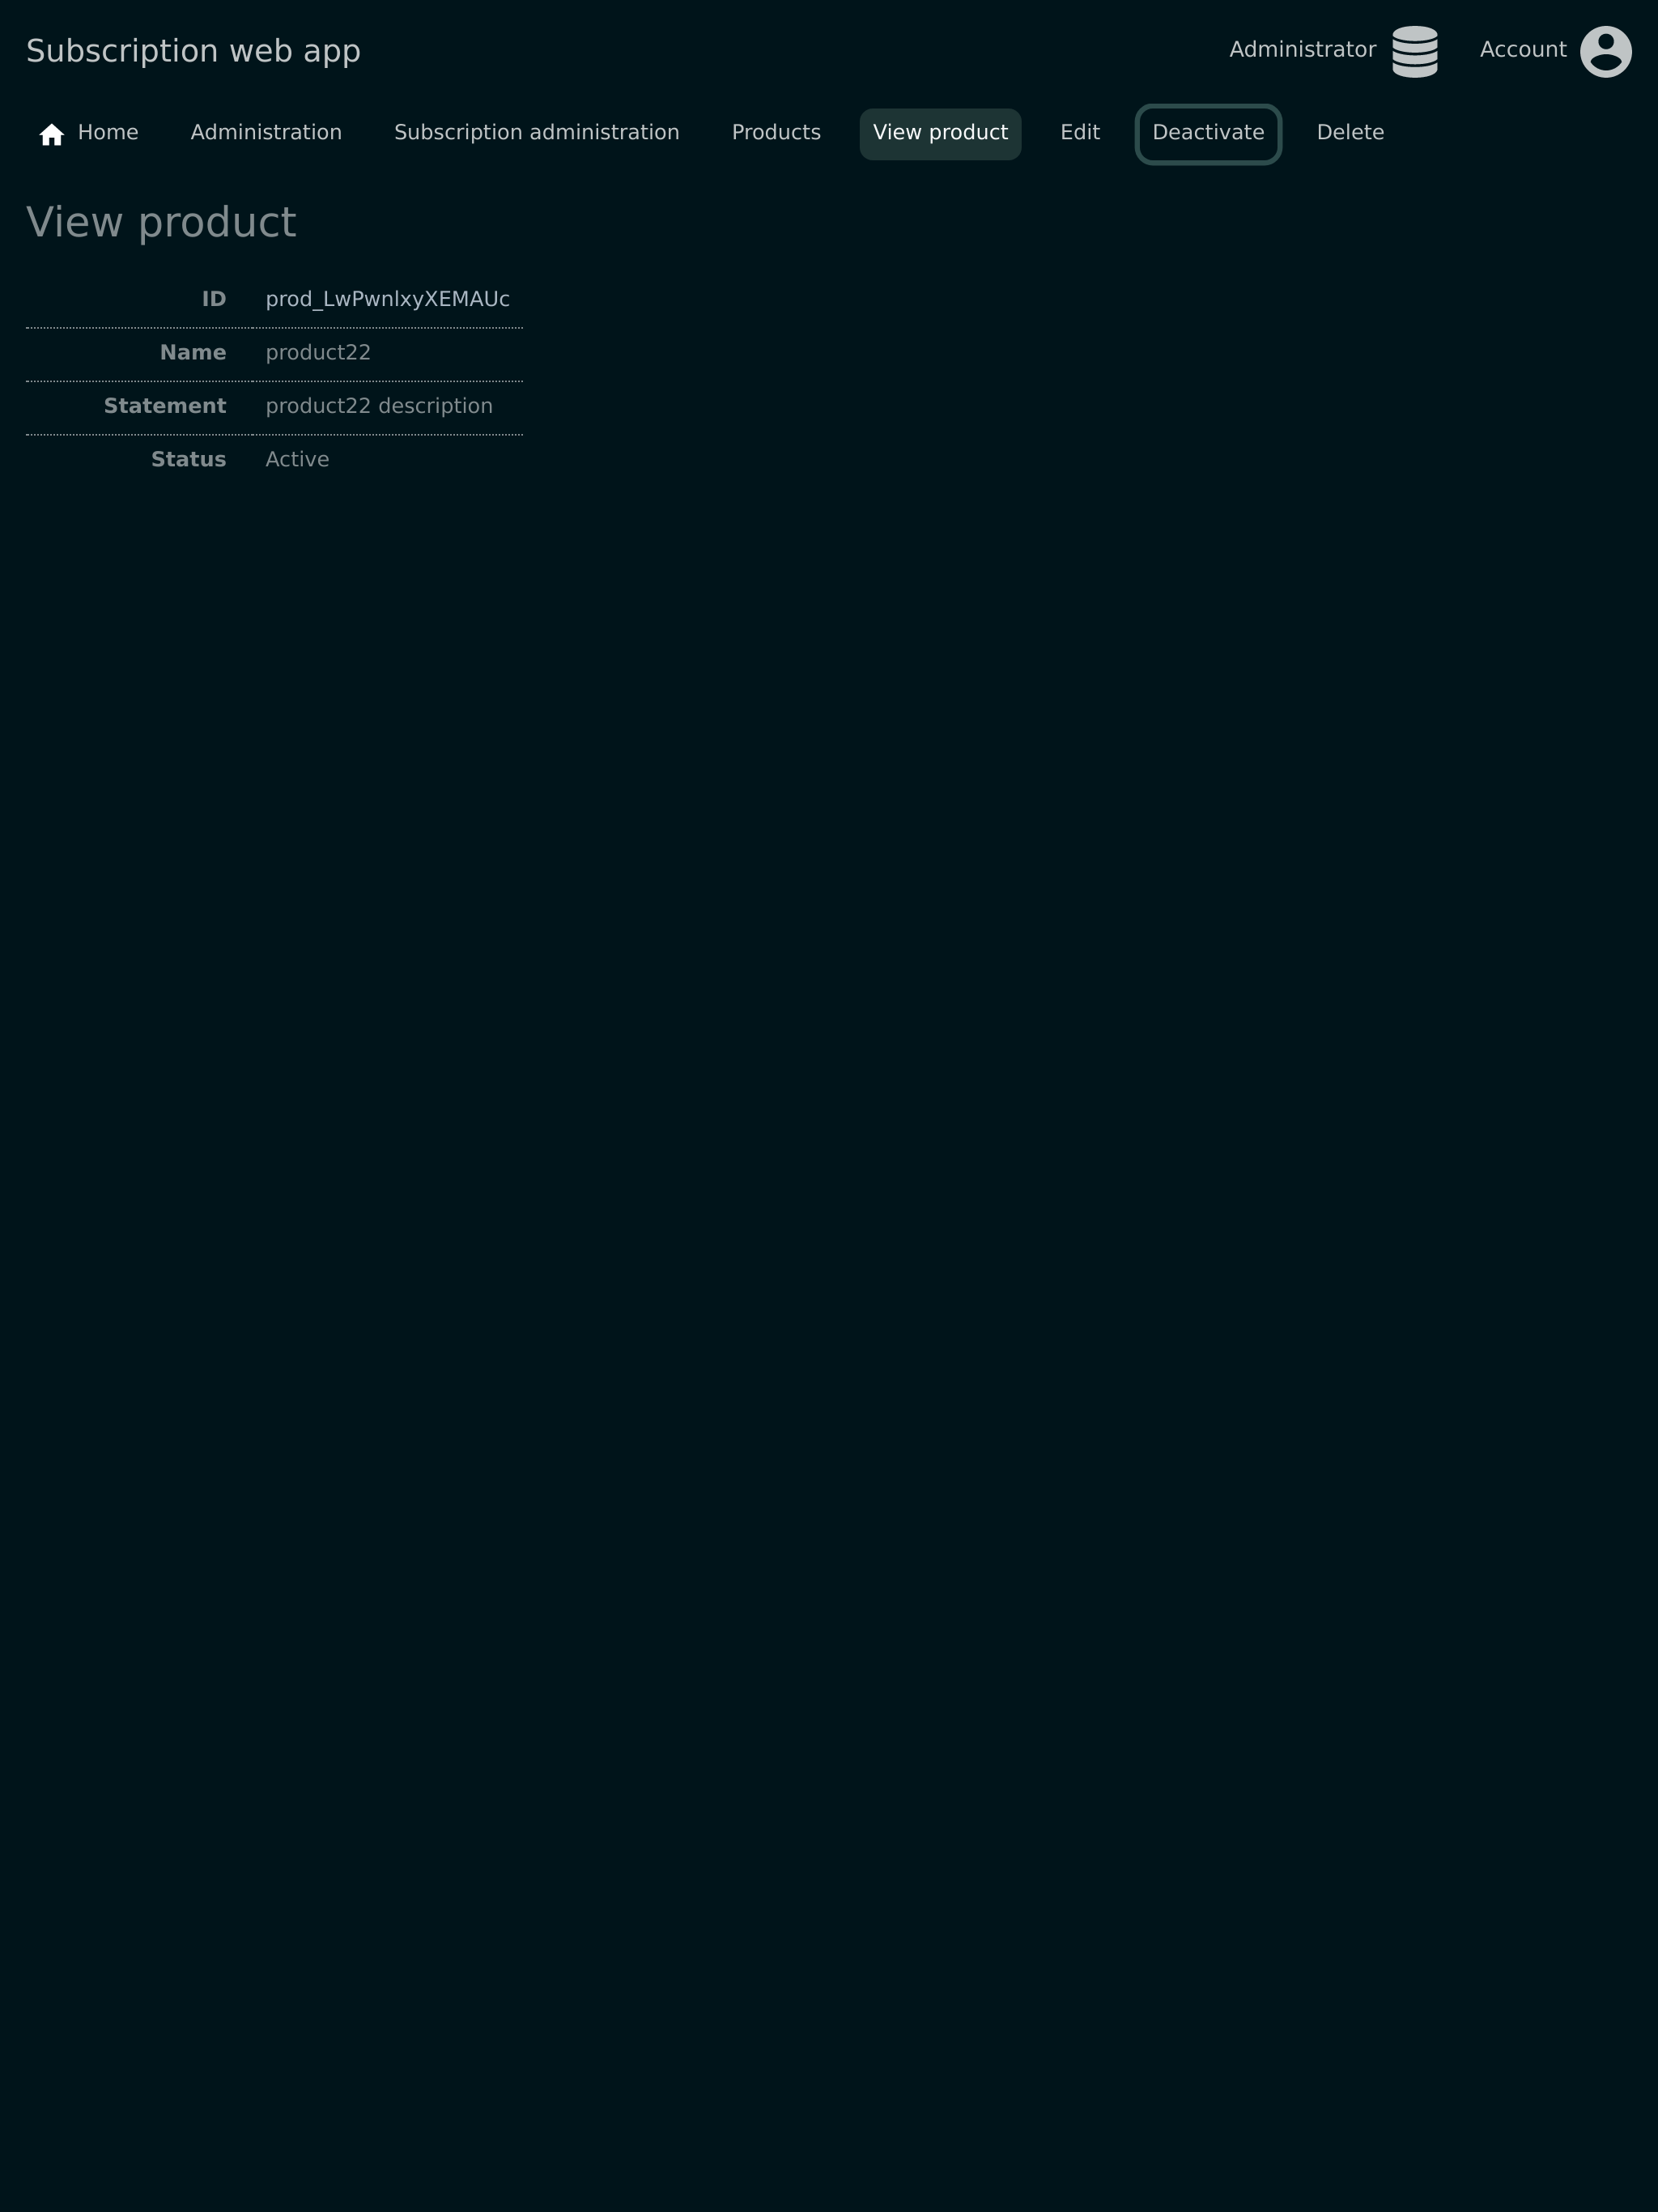 Subscription web app
Administrator
Account
Home
Administration
Subscription administration
Products
View product
Edit
Deactivate
Delete
View product
ID prod_LwPwnlxyXEMAUc
Name product22
Statement product22 description
Status Active